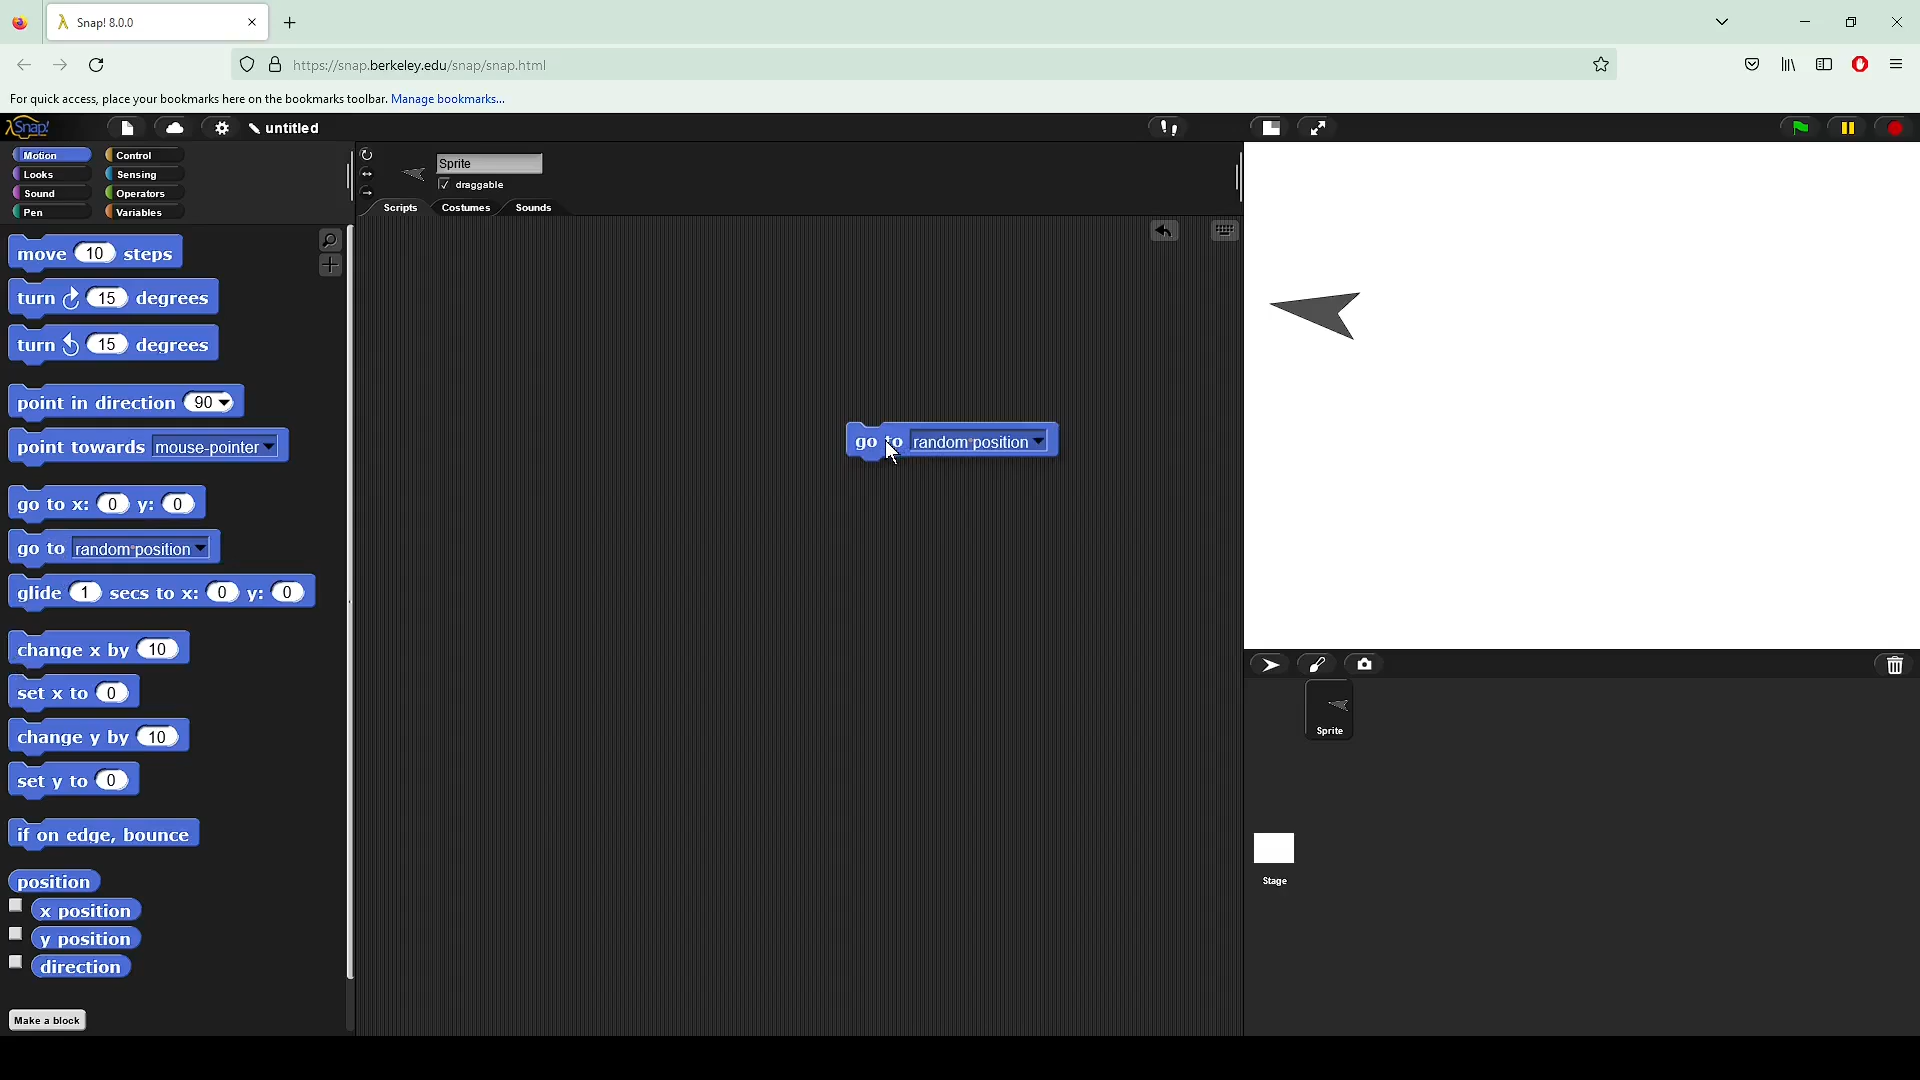 Snap! 8.0.0
https://snap.berkeley.edu/snap/snap.html
For quick access, place your bookmarks here on the bookmarks toolbar. Manage bookmarks...
Snap!
untitled
Motion Control
Looks Sensing
Sound Operators
Pen Variables
Sprite
draggable
Scripts Costumes Sounds
move 10 steps
turn 15 degrees
turn 15 degrees
point in direction 90
point towards mouse-pointer
go to x: 0 y: 0
go to random position
glide 1 secs to x: 0 y: 0
change x by 10
set x to 0
change y by 10
set y to 0
if on edge, bounce
position
x position
y position
direction
Make a block
go to random position
Sprite
Stage